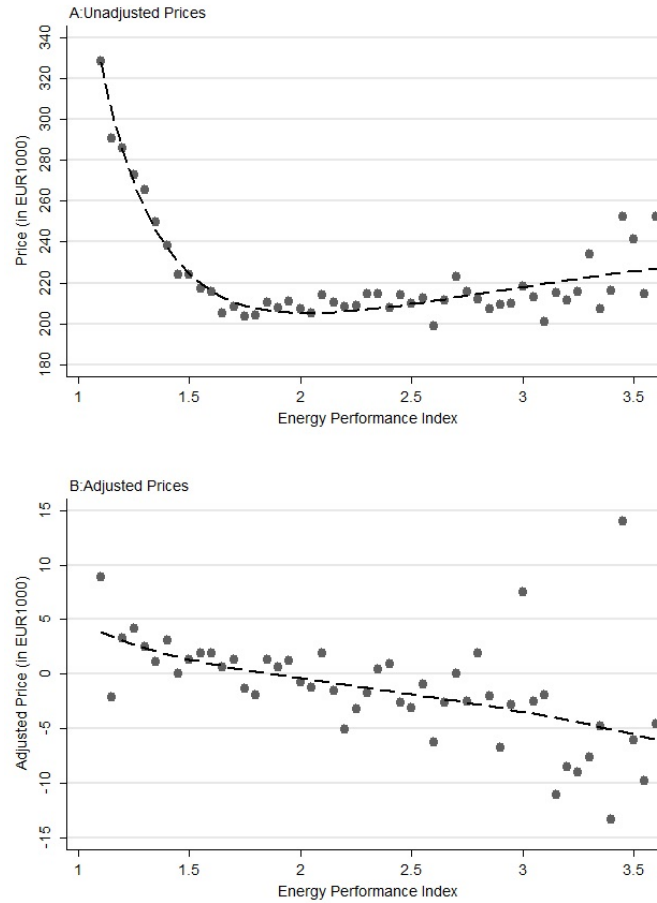 A:Unadjusted Prices
Price (in EUR1000)
340
320
300
280
260
240
220
200
180
1 1.5 2 2.5 3 3.5
Energy Performance Index
B:Adjusted Prices
Adjusted Price (in EUR1000)
15
10
5
0
-5
-10
-15
1 1.5 2 2.5 3 3.5
Energy Performance Index